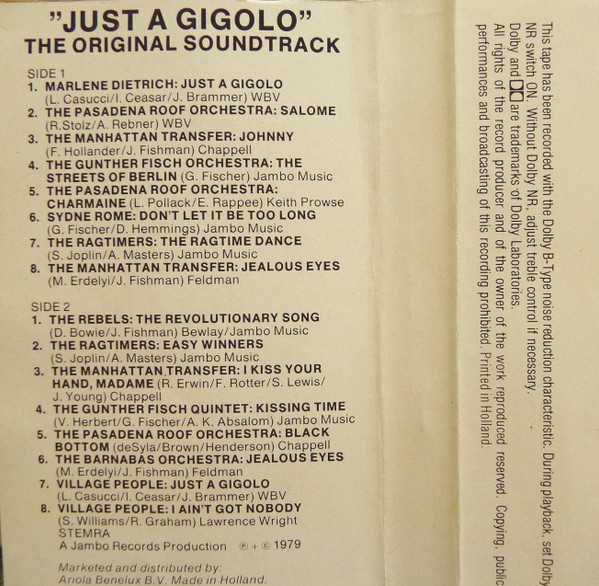 "JUST A GIGOLO"
THE ORIGINAL SOUNDTRACK
SIDE 1
1. MARLENE DIETRICH: JUST A GIGOLO
(L. Casucci/I. Ceasar/J. Brammer) WBV
2. THE PASADENA ROOF ORCHESTRA: SALOME
(R.Stolz/A. Rebner) WBV
3. THE MANHATTAN TRANSFER: JOHNNY
(F. Hollander/J. Fishman) Chappell
4. THE GUNTHER FISCH ORCHESTRA: THE
STREETS OF BERLIN (G. Fischer) Jambo Music
5. THE PASADENA ROOF ORCHESTRA:
CHARMAINE (L. Pollack/E. Rappee) Keith Prowse
6. SYDNE ROME: DON'T LET IT BE TOO LONG
(G. Fischer/D. Hemmings) Jambo Music
7. THE RAGTIMERS: THE RAGTIME DANCE
(S. Joplin/A. Masters) Jambo Music
8. THE MANHATTAN TRANSFER: JEALOUS EYES
(M. Erdelyi/J. Fishman) Feldman
SIDE 2
1. THE REBELS: THE REVOLUTIONARY SONG
(D. Bowie/J. Fishman) Bewlay/Jambo Music
2. THE RAGTIMERS: EASY WINNERS
(S. Joplin/A. Masters) Jambo Music
3. THE MANHATTAN TRANSFER: I KISS YOUR
HAND, MADAME (R. Erwin/F. Rotter/S. Lewis/
J. Young) Chappell
4. THE GUNTHER FISCH QUINTET: KISSING TIME
(V. Herbert/G. Fischer/A. K. Absalom) Jambo Music
5. THE PASADENA ROOF ORCHESTRA: BLACK
BOTTOM (deSyla/Brown/Henderson) Chappell
6. THE BARNABAS ORCHESTRA: JEALOUS EYES
(M. Erdelyi/J. Fishman) Feldman
7. VILLAGE PEOPLE: JUST A GIGOLO
(L. Casucci/I. Ceasar/J. Brammer) WBV
8. VILLAGE PEOPLE: I AIN'T GOT NOBODY
(S. Williams/R. Graham) Lawrence Wright
STEMRA
A Jambo Records Production ℗ + © 1979
Marketed and distributed by:
Ariola Benelux B.V. Made in Holland.
This tape has been recorded with the Dolby B-Type noise reduction characteristic. During playback, set Dolby
NR switch ON. Without Dolby NR, adjust treble control if necessary.
Dolby and are trademarks of Dolby Laboratories.
All rights of the record producer and of the owner of the work reproduced reserved. Copying, public
performances and broadcasting of this recording prohibited. Printed in Holland.